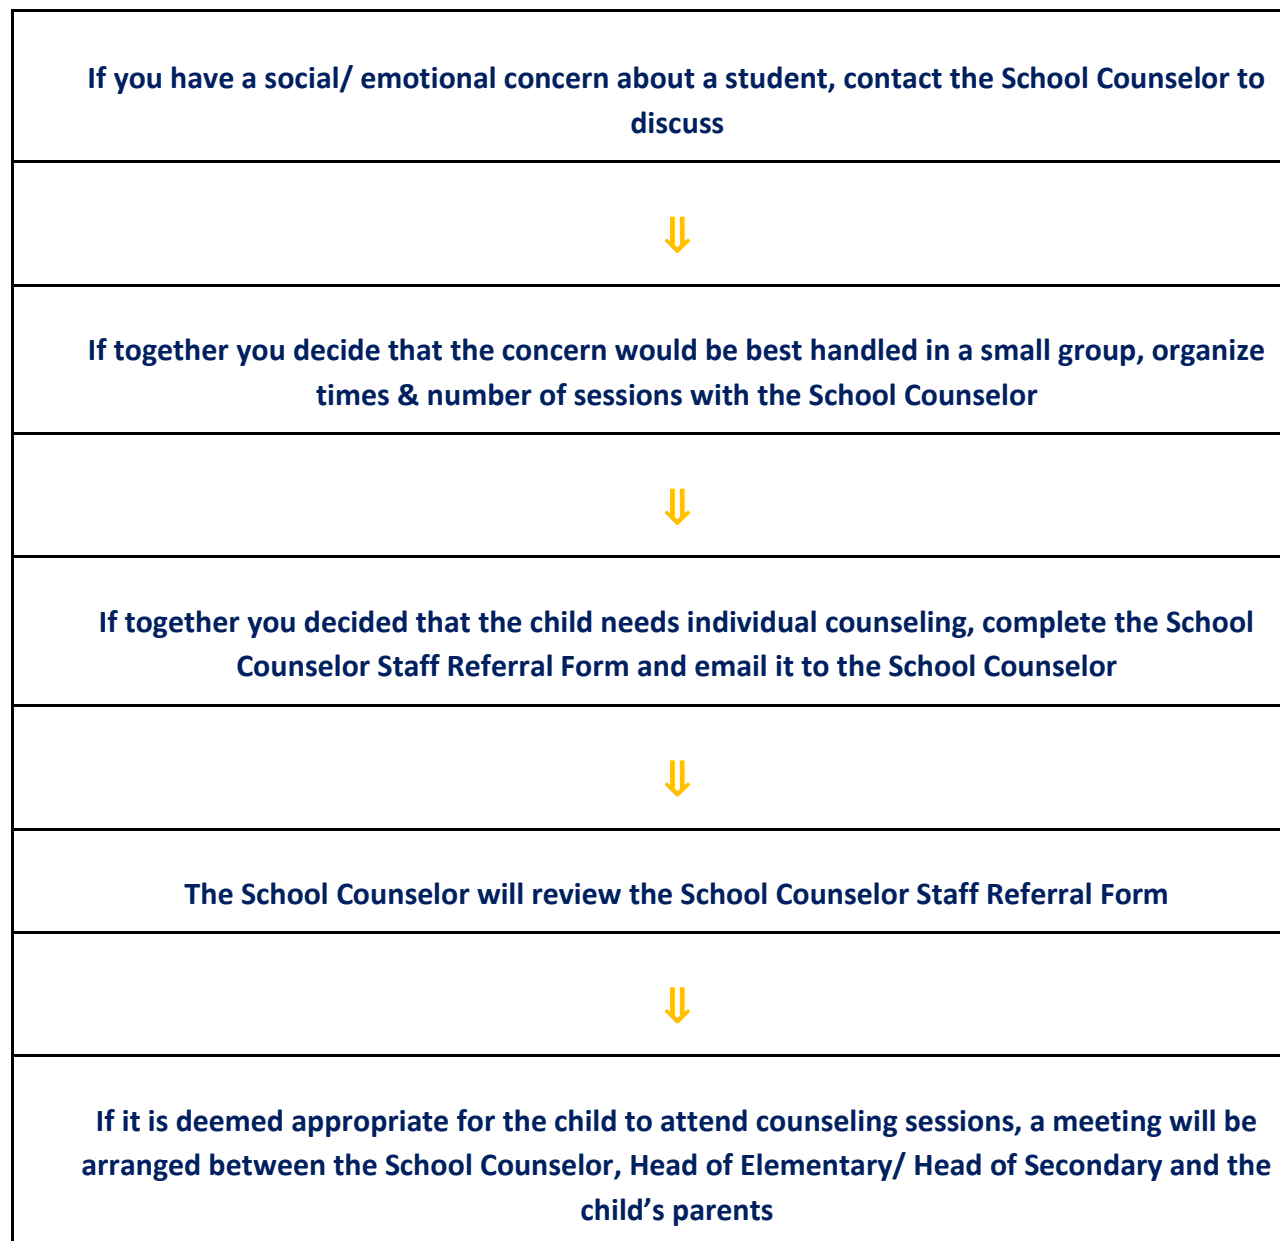 If you have a social/ emotional concern about a student, contact the School Counselor to
discuss
⇓
If together you decide that the concern would be best handled in a small group, organize
times & number of sessions with the School Counselor
⇓
If together you decided that the child needs individual counseling, complete the School
Counselor Staff Referral Form and email it to the School Counselor
⇓
The School Counselor will review the School Counselor Staff Referral Form
⇓
If it is deemed appropriate for the child to attend counseling sessions, a meeting will be
arranged between the School Counselor, Head of Elementary/ Head of Secondary and the
child’s parents